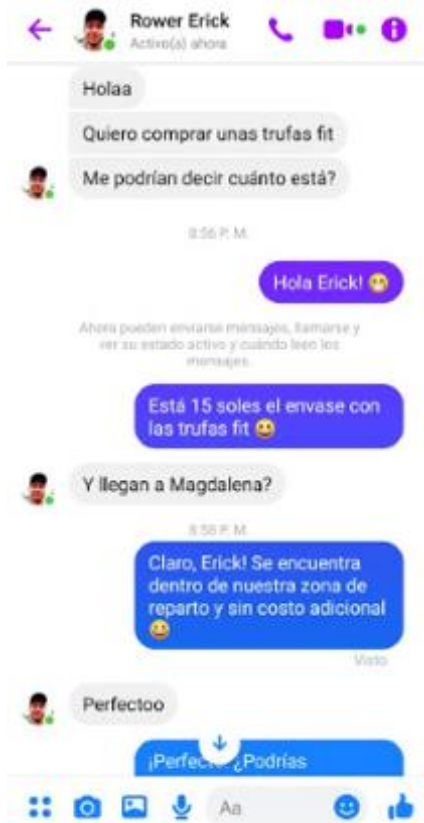 Rower Erick
Activo(a) ahora
Holaa
Quiero comprar unas trufas fit
Me podrían decir cuánto está?
8:56 P. M.
Hola Erick! 😁
Ahora pueden enviarse mensajes, llamarse y
ver su estado activo y cuándo leen los
mensajes.
Está 15 soles el envase con
las trufas fit 😀
Y llegan a Magdalena?
8:58 P. M.
Claro, Erick! Se encuentra
dentro de nuestra zona de
reparto y sin costo adicional
😀
Visto
Perfectoo
¿Podrías
Aa